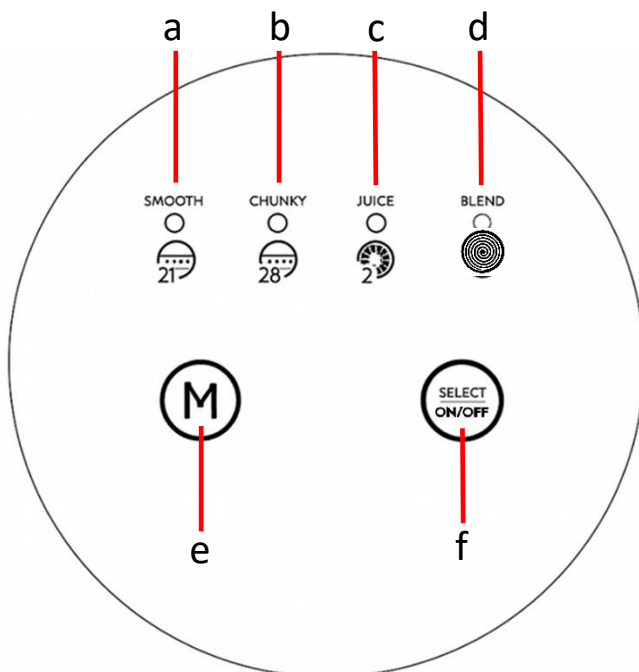 a b c d
SMOOTH CHUNKY JUICE BLEND
21 28 2
M SELECT
ON/OFF
e f